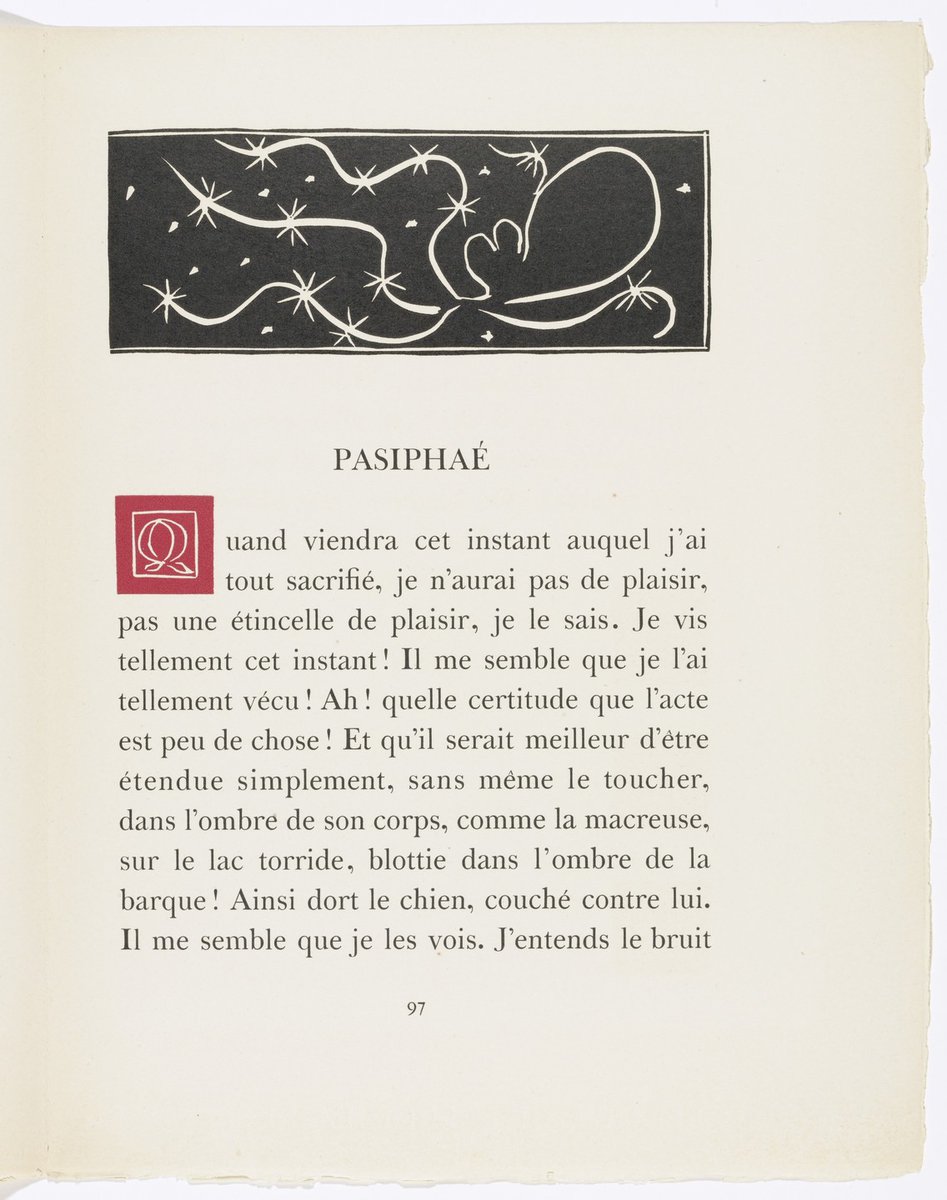 PASIPHAÉ
Quand viendra cet instant auquel j’ai
tout sacrifié, je n’aurai pas de plaisir,
pas une étincelle de plaisir, je le sais. Je vis
tellement cet instant ! Il me semble que je l’ai
tellement vécu ! Ah ! quelle certitude que l’acte
est peu de chose ! Et qu’il serait meilleur d’être
étendue simplement, sans même le toucher,
dans l’ombre de son corps, comme la macreuse,
sur le lac torride, blottie dans l’ombre de la
barque ! Ainsi dort le chien, couché contre lui.
Il me semble que je les vois. J’entends le bruit
97